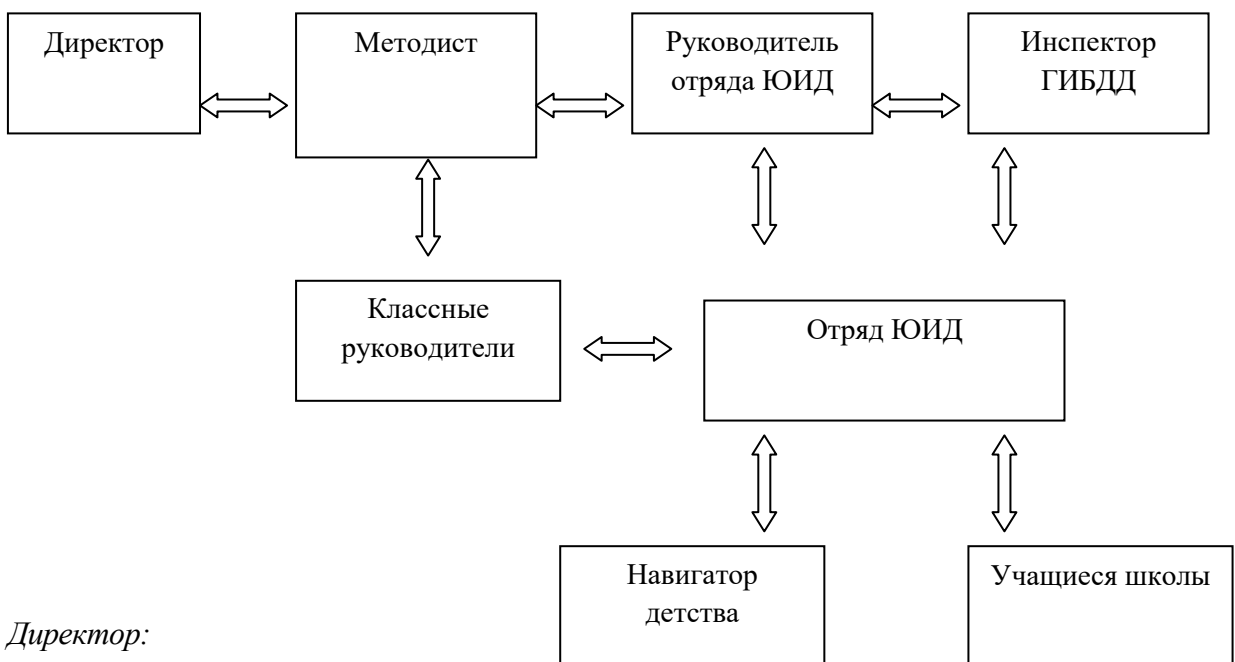 Директор
Методист
Руководитель
отряда ЮИД
Инспектор
ГИБДД
Классные
руководители
Отряд ЮИД
Навигатор
детства
Учащиеся школы
Директор: